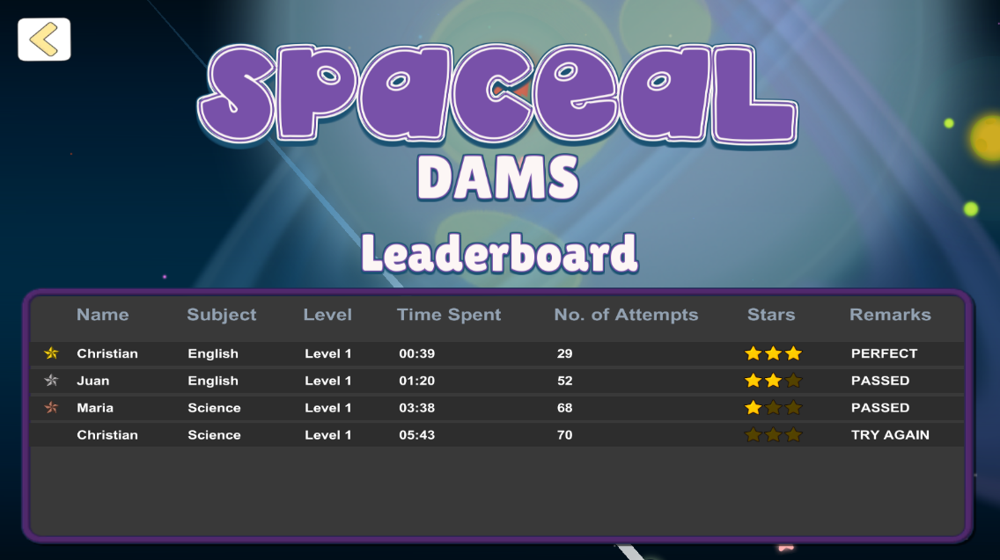 SPACEAL
DAMS
Leaderboard
Name Subject Level Time Spent No. of Attempts Stars Remarks
Christian English Level 1 00:39 29 PERFECT
Juan English Level 1 01:20 52 PASSED
Maria Science Level 1 03:38 68 PASSED
Christian Science Level 1 05:43 70 TRY AGAIN